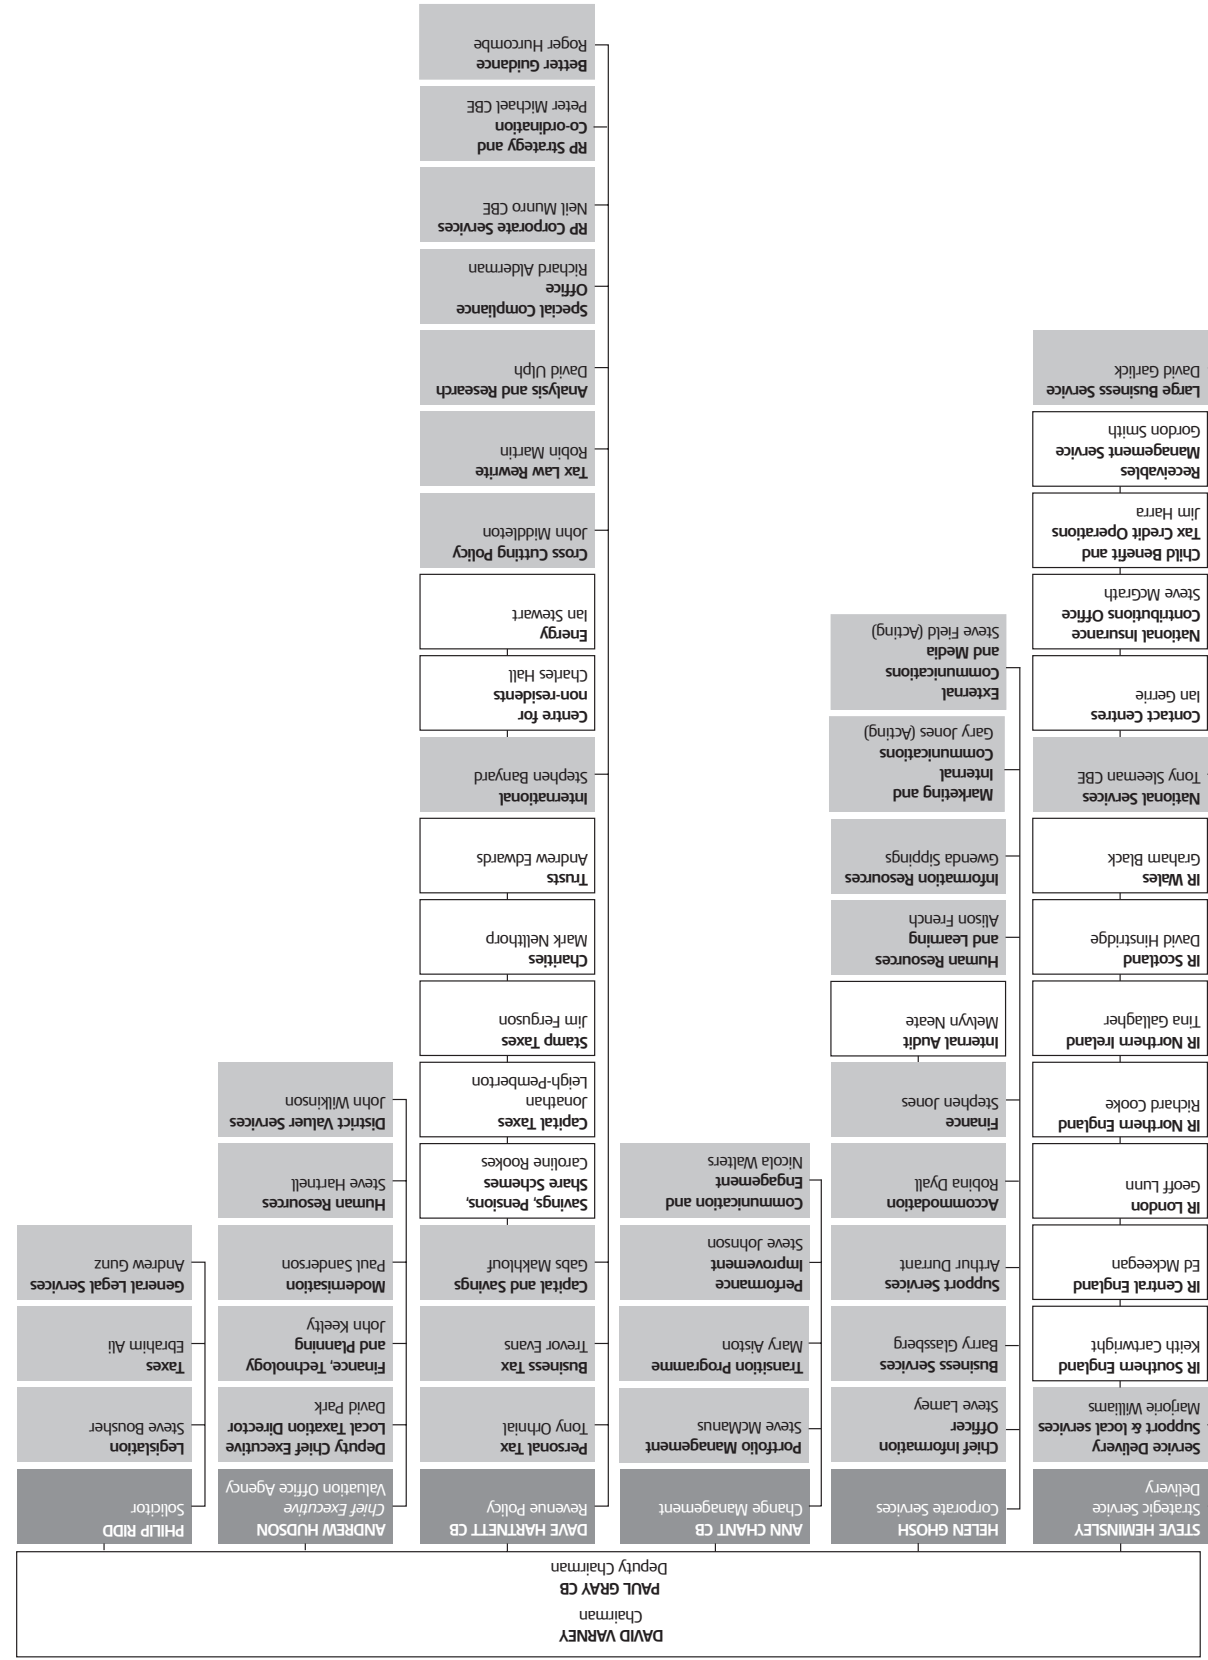 DAVID VARNEY
Chairman
PAUL GRAY CB
Deputy Chairman
STEVE HEMINSLEY
Strategic Service
Delivery
Service Delivery
Support & local services
Marjorie Williams
IR Southern England
Keith Cartwright
IR Central England
Ed Mckeegan
IR London
Geoff Lunn
IR Northern England
Richard Cooke
IR Northern Ireland
Tina Gallagher
IR Scotland
David Hinstridge
IR Wales
Graham Black
National Services
Tony Sleeman CBE
Contact Centres
Ian Gerrie
National Insurance
Contributions Office
Steve McGrath
Child Benefit and
Tax Credit Operations
Jim Harra
Receivables
Management Service
Gordon Smith
Large Business Service
David Garlick
HELEN GHOSH
Corporate Services
Chief Information
Officer
Steve Lamey
Business Services
Barry Glassberg
Support Services
Arthur Durrant
Accommodation
Robina Dyall
Finance
Stephen Jones
Internal Audit
Melvyn Neate
Human Resources
and Learning
Alison French
Information Resources
Gwenda Sippings
Marketing and
Internal
Communications
Gary Jones (Acting)
External
Communications
and Media
Steve Field (Acting)
ANN CHANT CB
Change Management
Portfolio Management
Steve McManus
Transition Programme
Mary Aiston
Performance
Improvement
Steve Johnson
Communication and
Engagement
Nicola Walters
DAVE HARTNETT CB
Revenue Policy
Personal Tax
Tony Orhnial
Business Tax
Trevor Evans
Capital and Savings
Gabs Makhlouf
Savings, Pensions,
Share Schemes
Caroline Rookes
Capital Taxes
Jonathan
Leigh-Pemberton
Stamp Taxes
Jim Ferguson
Charities
Mark Nellthorp
Trusts
Andrew Edwards
International
Stephen Banyard
Centre for
non-residents
Charles Hall
Energy
Ian Stewart
Cross Cutting Policy
John Middleton
Tax Law Rewrite
Robin Martin
Analysis and Research
David Ulph
Special Compliance
Office
Richard Alderman
RP Corporate Services
Neil Munro CBE
RP Strategy and
Co-ordination
Peter Michael CBE
Better Guidance
Roger Hurcombe
ANDREW HUDSON
Chief Executive
Valuation Office Agency
Deputy Chief Executive
Local Taxation Director
David Park
Finance, Technology
and Planning
John Keelty
Modernisation
Paul Sanderson
Human Resources
Steve Hartnell
District Valuer Services
John Wilkinson
PHILIP RIDD
Solicitor
Legislation
Steve Bousher
Taxes
Ebrahim Ali
General Legal Services
Andrew Gunz